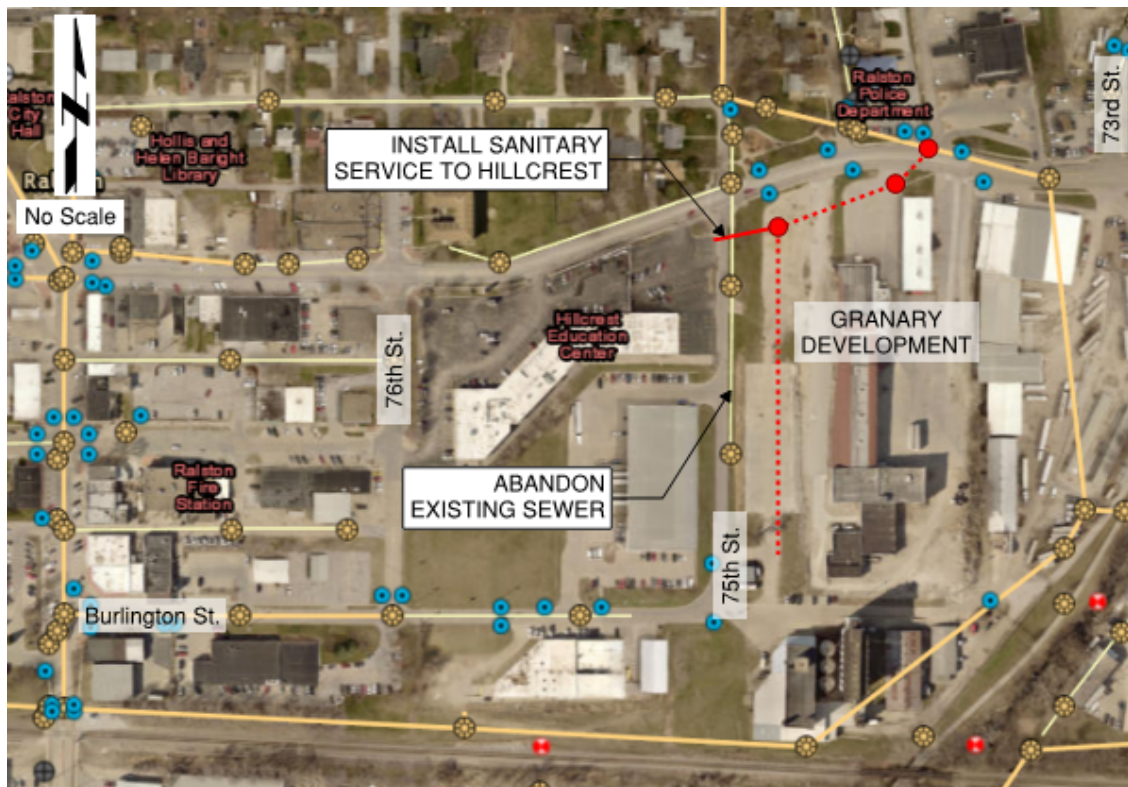 Ralston
Police
Department
73rd St.
alston
City
Hall
N
Hollis and
Helen Baright
Library
INSTALL SANITARY
SERVICE TO HILLCREST
No Scale
GRANARY
DEVELOPMENT
Hillcrest
Education
Center
76th St.
ABANDON
EXISTING SEWER
Ralston
Fire
Station
75th St.
Burlington St.